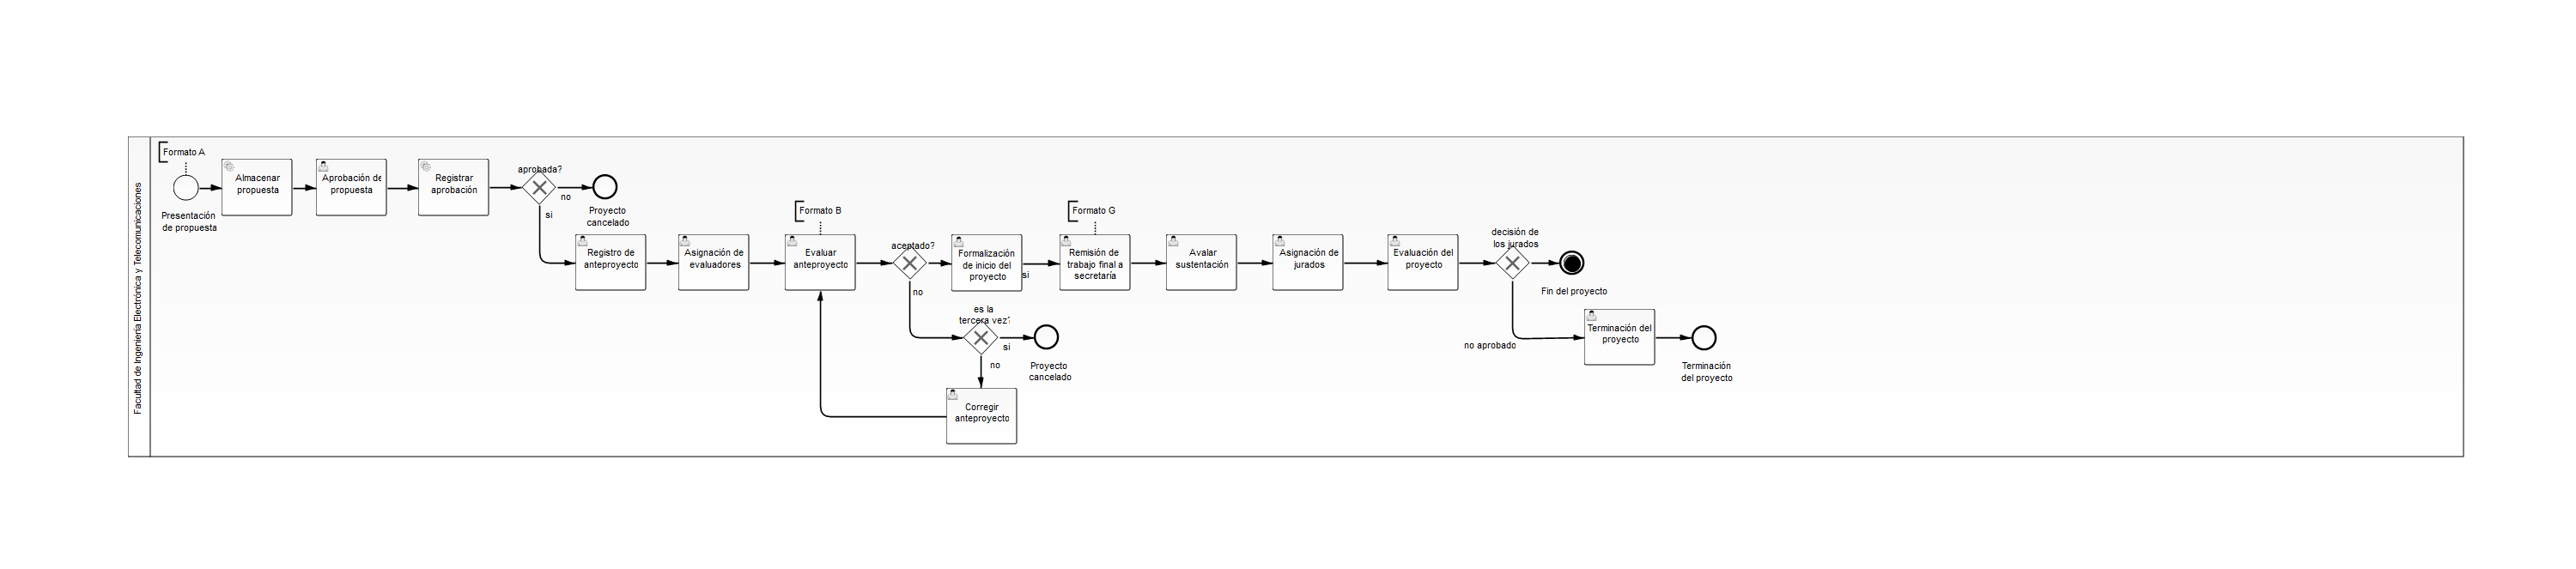 Facultad de Ingeniería Electrónica y Telecomunicaciones
Formato A
Presentación
de propuesta
Almacenar
propuesta
Aprobación de
propuesta
Registrar
aprobación
aprobada?
no
si
Proyecto
cancelado
Registro de
anteproyecto
Asignación de
evaluadores
Formato B
Evaluar
anteproyecto
aceptado?
no
Formalización
de inicio del
proyecto
si
Formato G
Remisión de
trabajo final a
secretaría
Avalar
sustentación
Asignación de
jurados
Evaluación del
proyecto
decisión de
los jurados
Fin del proyecto
es la
tercera vez?
si
no
Proyecto
cancelado
Corregir
anteproyecto
no aprobado
Terminación del
proyecto
Terminación
del proyecto